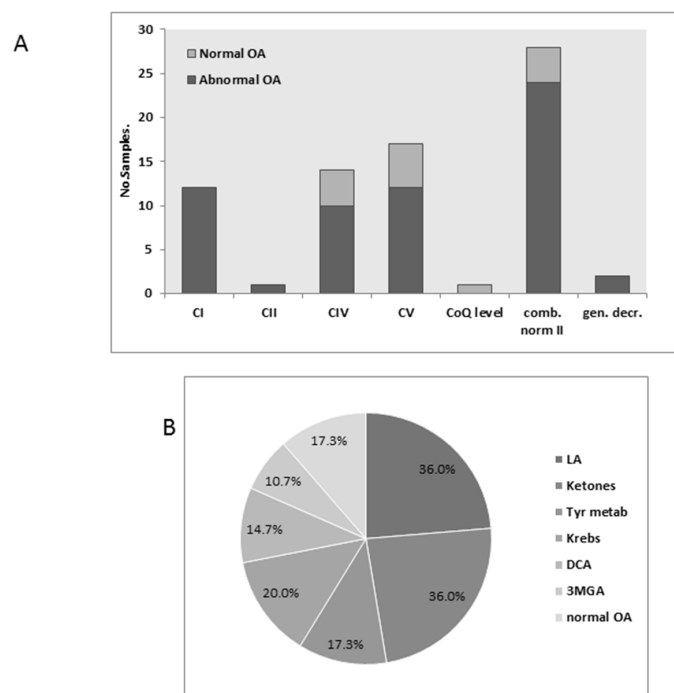 A
30
25
20
15
10
5
0
No.Samples.
Normal OA
Abnormal OA
CI CII CIV CV CoQ level comb. gen. decr.
norm II
B
17.3%
36.0%
10.7%
14.7%
20.0%
36.0%
17.3%
LA
Ketones
Tyr metab
Krebs
DCA
3MGA
normal OA